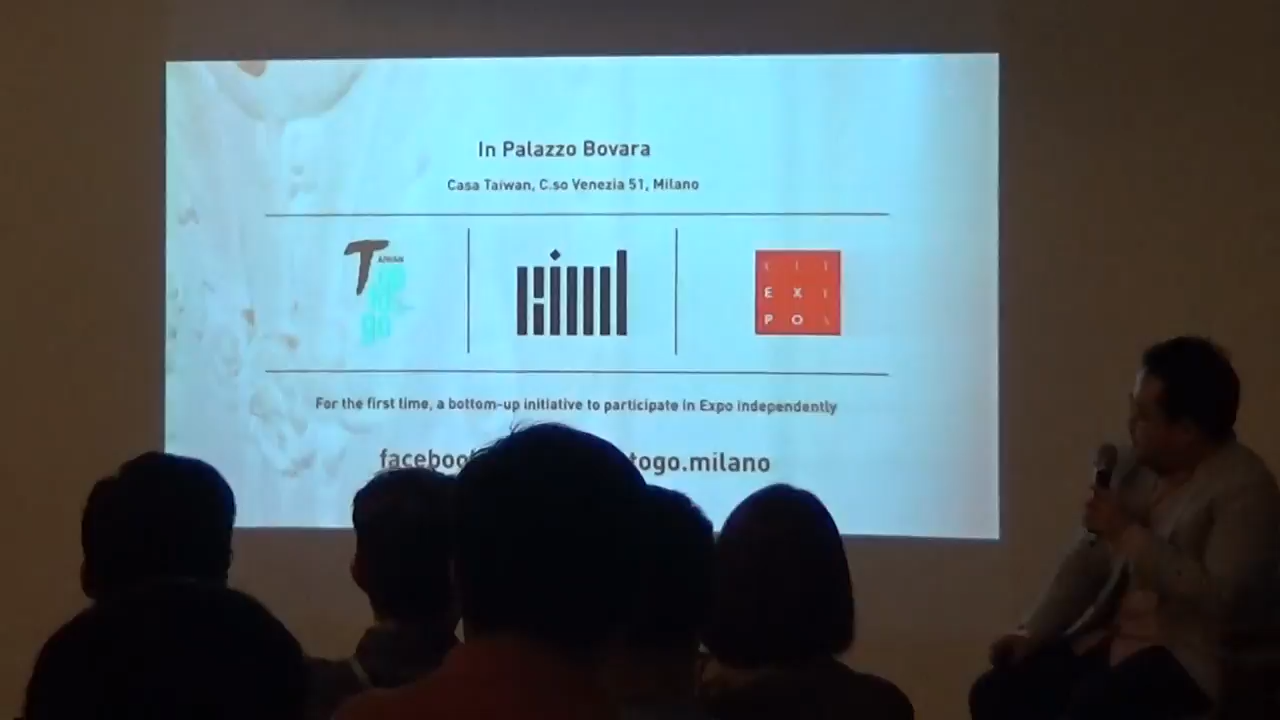 In Palazzo Bovara
Casa Taiwan, C.so Venezia 51, Milano
T
EX
PO
For the first time, a bottom-up initiative to participate in Expo independently
togo.milano